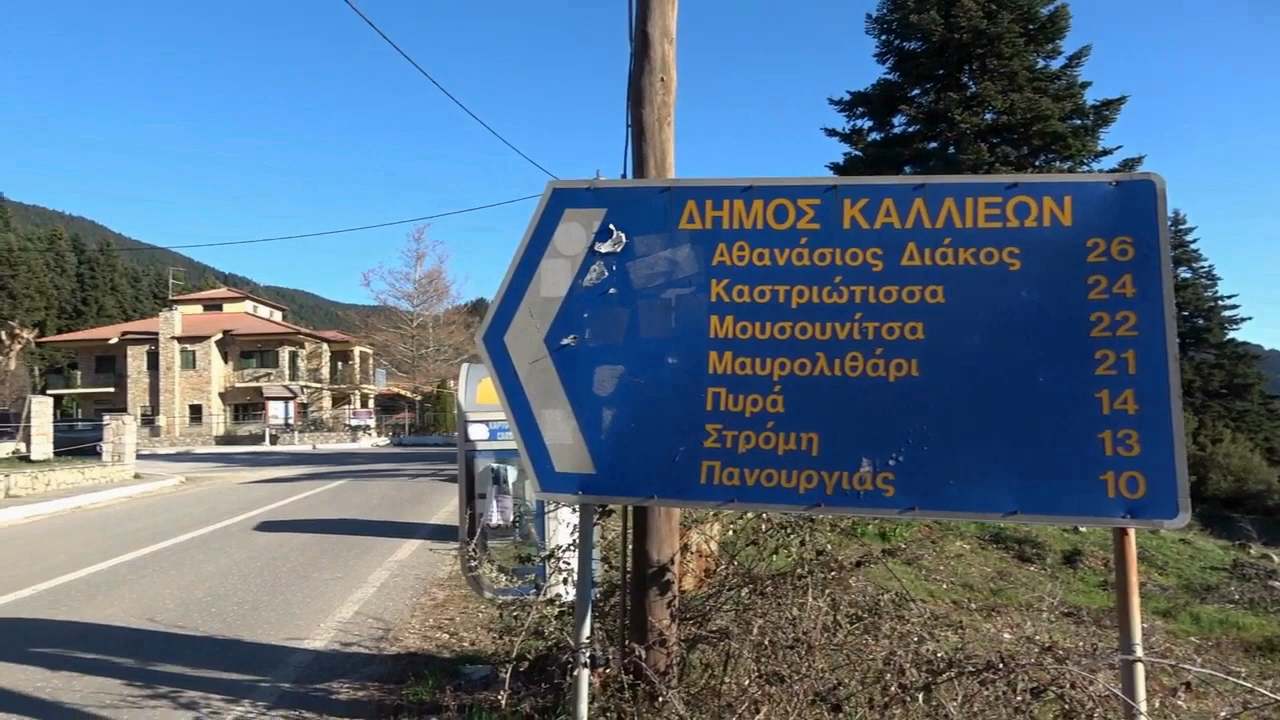 ΔΗΜΟΣ ΚΑΛΛΙΕΩΝ
Αθανάσιος Διάκος 26
Καστριώτισσα 24
Μουσουνίτσα 22
Μαυρολιθάρι 21
Πυρά 14
Στρόμη 13
Πανουργιάς 10